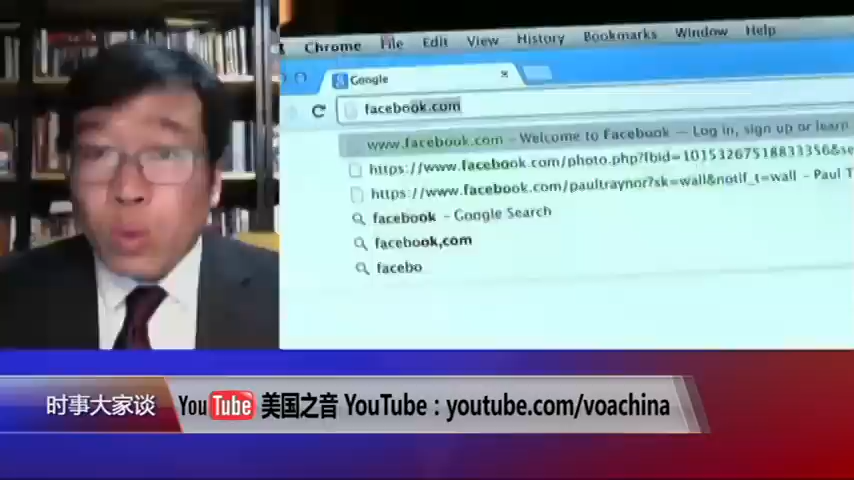 Chrome File Edit View History Bookmarks Window Help
Google
facebook.com
www.facebook.com - Welcome to Facebook — Log in, sign up or learn
https://www.facebook.com/photo.php?fbid=10153267518833356&se
https://www.facebook.com/paultraynor?sk=wall&notif_t=wall - Paul T
facebook - Google Search
facebook,com
facebo
时事大家谈
YouTube 美国之音 YouTube : youtube.com/voachina